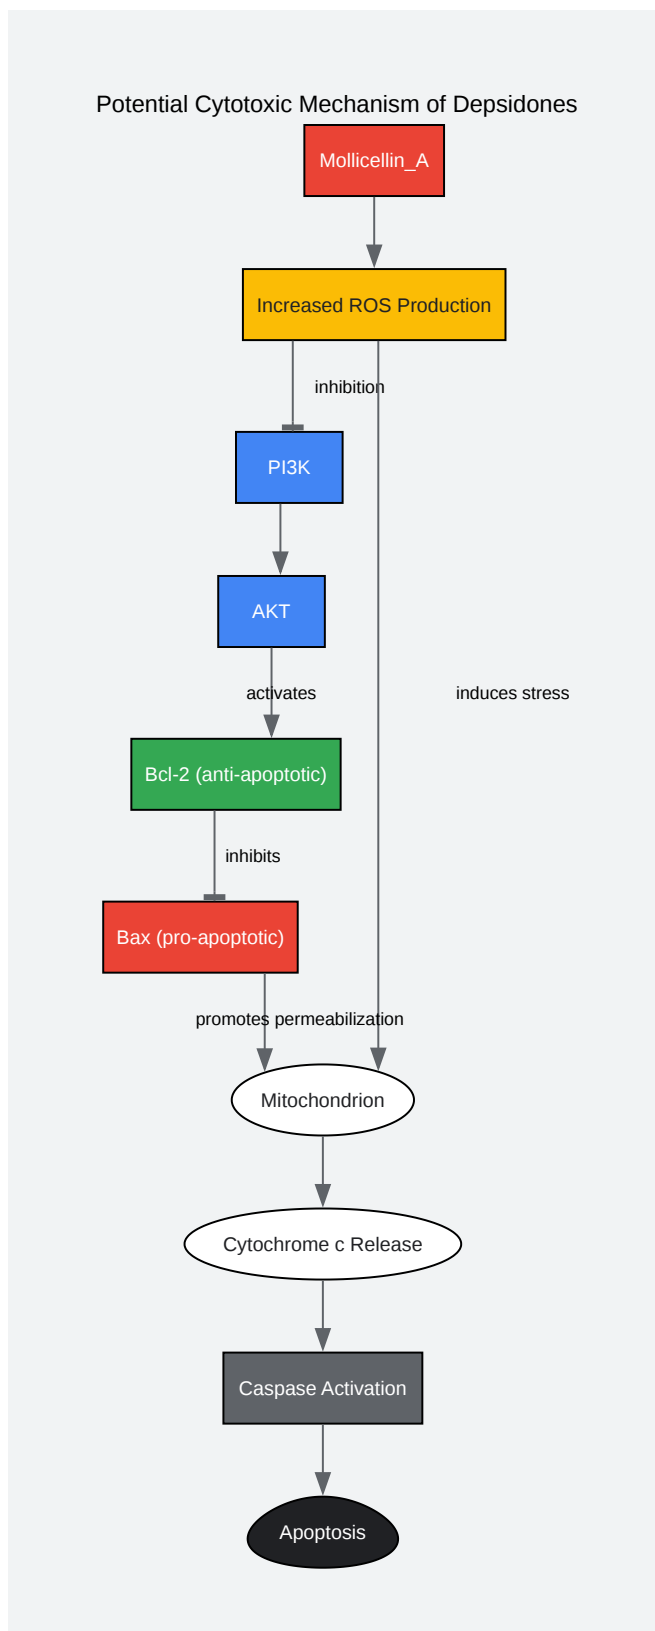 Potential Cytotoxic Mechanism of Depsidones
Mollicellin_A
Increased ROS Production
inhibition
PI3K
AKT
activates
induces stress
Bcl-2 (anti-apoptotic)
inhibits
Bax (pro-apoptotic)
promotes permeabilization
Mitochondrion
Cytochrome c Release
Caspase Activation
Apoptosis